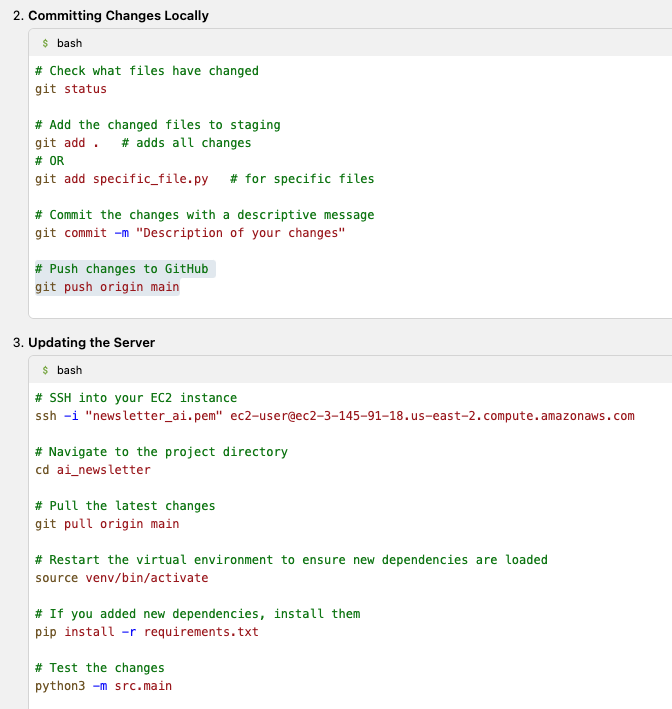 2. Committing Changes Locally
$ bash
# Check what files have changed
git status
# Add the changed files to staging
git add .   # adds all changes
# OR
git add specific_file.py   # for specific files
# Commit the changes with a descriptive message
git commit -m "Description of your changes"
# Push changes to GitHub
git push origin main
3. Updating the Server
$ bash
# SSH into your EC2 instance
ssh -i "newsletter_ai.pem" ec2-user@ec2-3-145-91-18.us-east-2.compute.amazonaws.com
# Navigate to the project directory
cd ai_newsletter
# Pull the latest changes
git pull origin main
# Restart the virtual environment to ensure new dependencies are loaded
source venv/bin/activate
# If you added new dependencies, install them
pip install -r requirements.txt
# Test the changes
python3 -m src.main